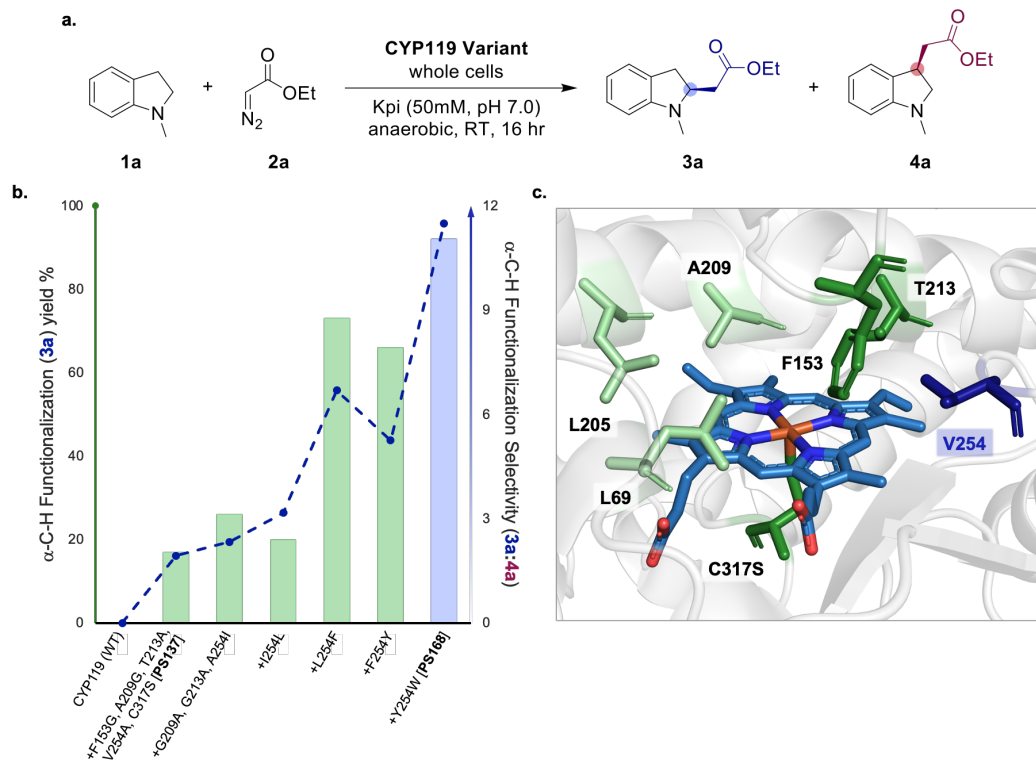 a.
CYP119 Variant
whole cells
Kpi (50mM, pH 7.0)
anaerobic, RT, 16 hr
N
+
O
OEt
N2
N
O
OEt
+
N
O
OEt
1a
2a
3a
4a
b.
α-C-H Functionalization (3a) yield %
100
80
60
40
20
0
12
9
6
3
0
α-C-H Functionalization Selectivity (3a:4a)
CYP119 (WT)
+F153G, A209G, T213A,
V254A, C317S [PS137]
+G209A, G213A, A254I
+I254L
+L254F
+F254Y
+Y254W [PS168]
c.
A209
T213
F153
L205
V254
L69
C317S